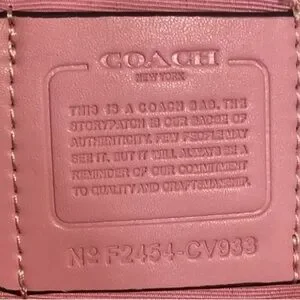 COACH
NEW YORK
THIS IS A COACH BAG. THE
STORYPATCH IS OUR BADGE OF
AUTHENTICITY. FEW PEOPLE MAY
SEE IT. BUT IT WILL ALWAYS BE A
REMINDER OF OUR COMMITMENT
TO QUALITY AND CRAFTSMANSHIP.
Nº F2454-CV933